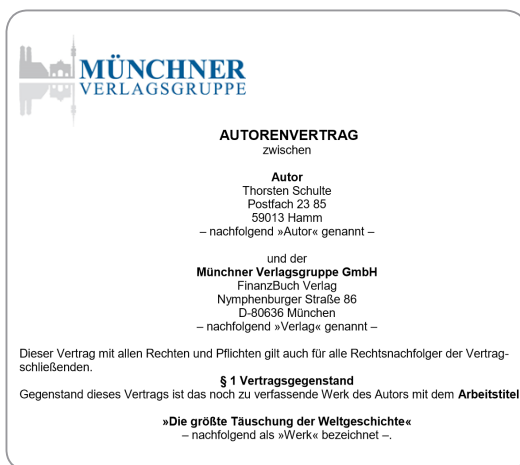 MÜNCHNER
VERLAGSGRUPPE
AUTORENVERTRAG
zwischen
Autor
Thorsten Schulte
Postfach 23 85
59013 Hamm
– nachfolgend »Autor« genannt –
und der
Münchner Verlagsgruppe GmbH
FinanzBuch Verlag
Nymphenburger Straße 86
D-80636 München
– nachfolgend »Verlag« genannt –
Dieser Vertrag mit allen Rechten und Pflichten gilt auch für alle Rechtsnachfolger der Vertrag-
schließenden.
§ 1 Vertragsgegenstand
Gegenstand dieses Vertrags ist das noch zu verfassende Werk des Autors mit dem Arbeitstitel
»Die größte Täuschung der Weltgeschichte«
– nachfolgend als »Werk« bezeichnet –.